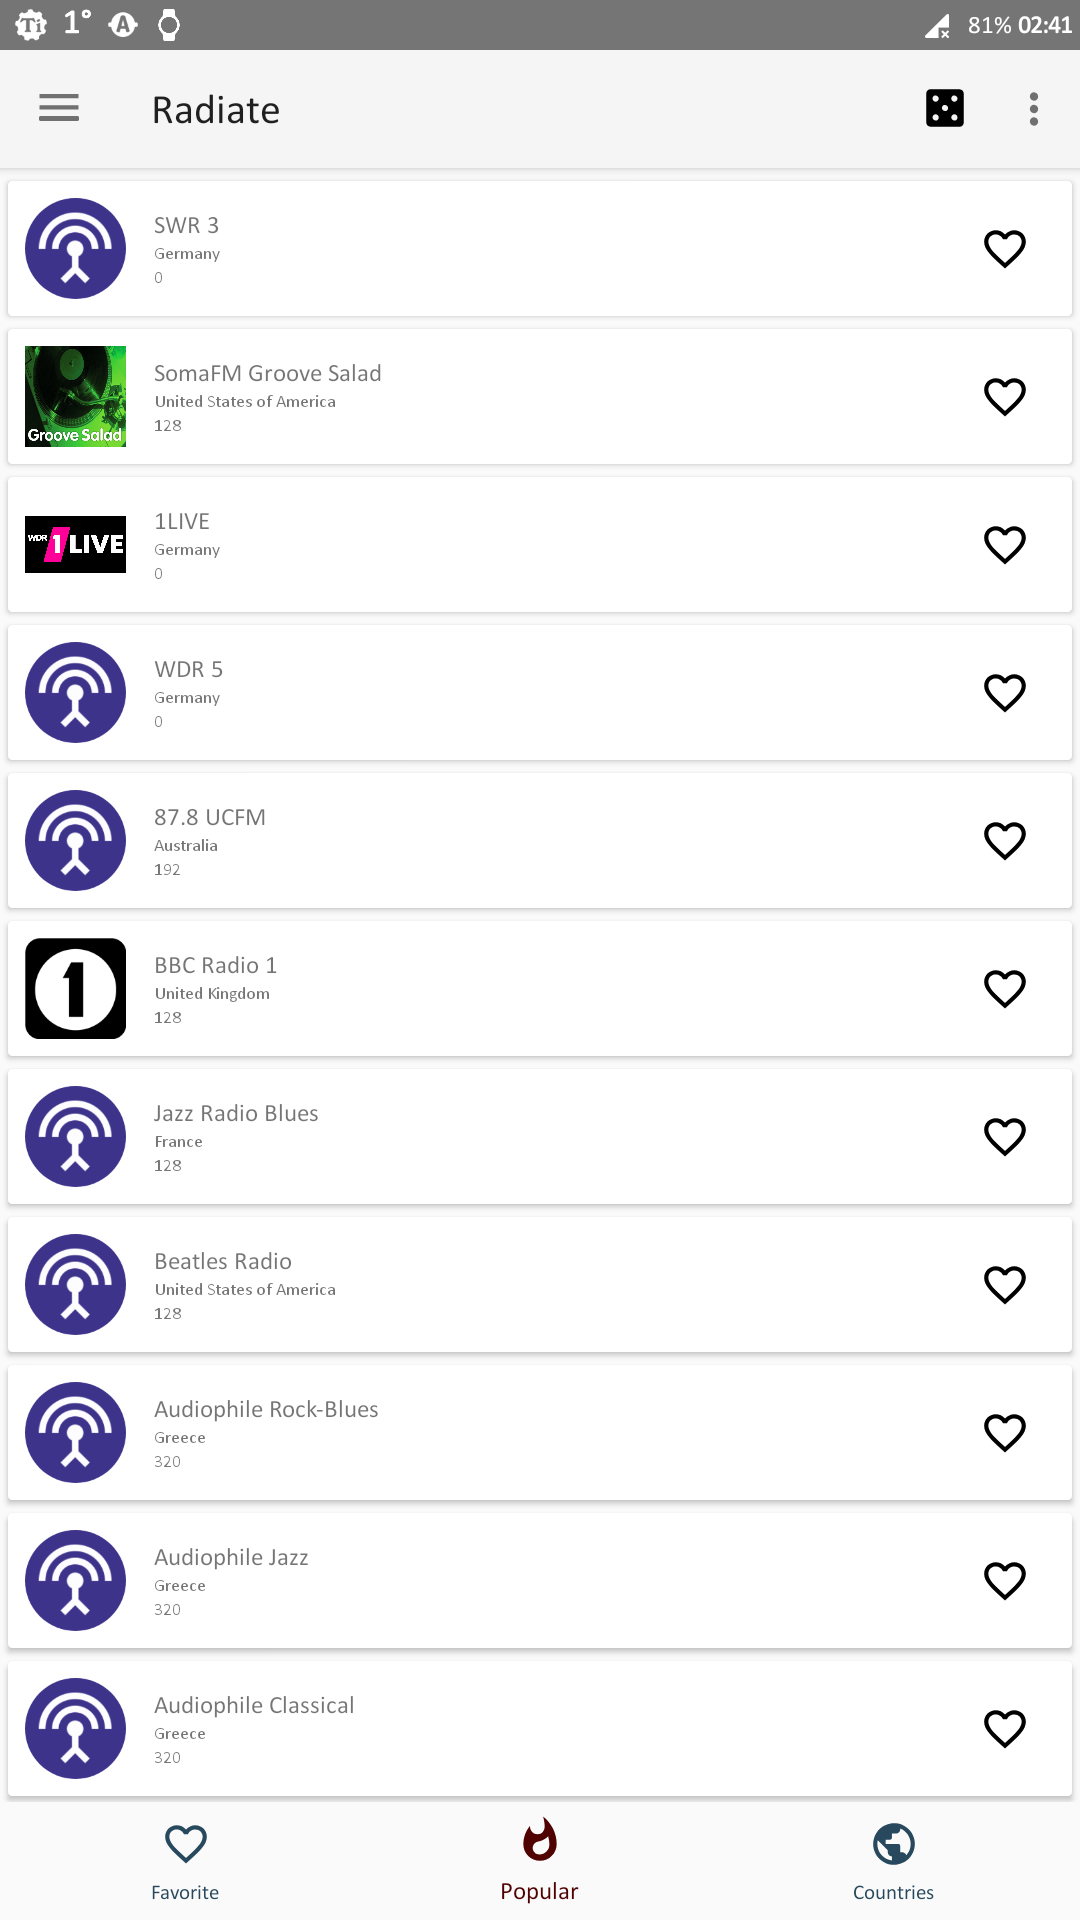 1° 81% 02:41
Radiate
SWR 3
Germany
0
Groove Salad
SomaFM Groove Salad
United States of America
128
WDR 1LIVE
1LIVE
Germany
0
WDR 5
Germany
0
87.8 UCFM
Australia
192
1
BBC Radio 1
United Kingdom
128
Jazz Radio Blues
France
128
Beatles Radio
United States of America
128
Audiophile Rock-Blues
Greece
320
Audiophile Jazz
Greece
320
Audiophile Classical
Greece
320
Favorite Popular Countries